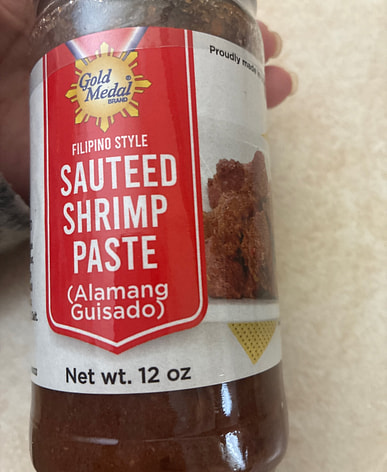 Gold
Medal
BRAND
Proudly made
FILIPINO STYLE
SAUTEED
SHRIMP
PASTE
(Alamang
Guisado)
Net wt. 12 oz